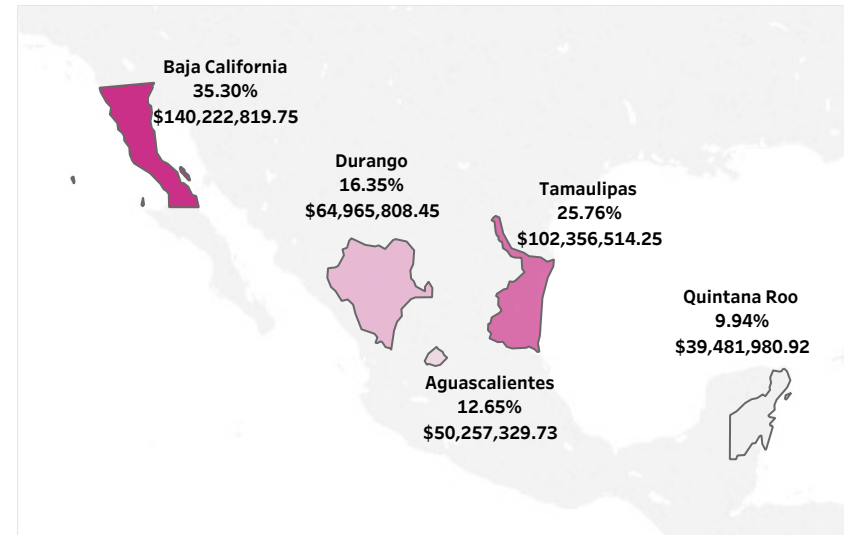 Baja California
35.30%
$140,222,819.75
Durango
16.35%
$64,965,808.45
Tamaulipas
25.76%
$102,356,514.25
Quintana Roo
9.94%
$39,481,980.92
Aguascalientes
12.65%
$50,257,329.73